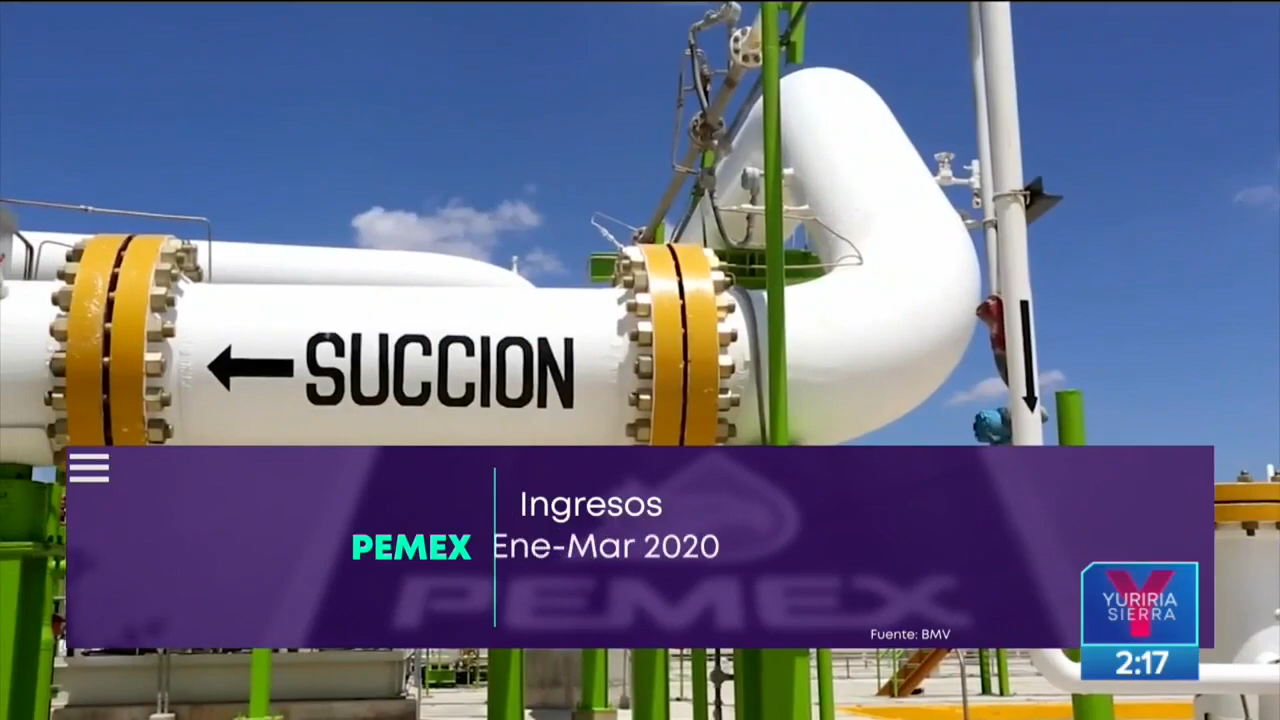 SUCCION
Ingresos
PEMEX
Ene-Mar 2020
PEMEX
Fuente: BMV
YURIRIA
SIERRA
2:17